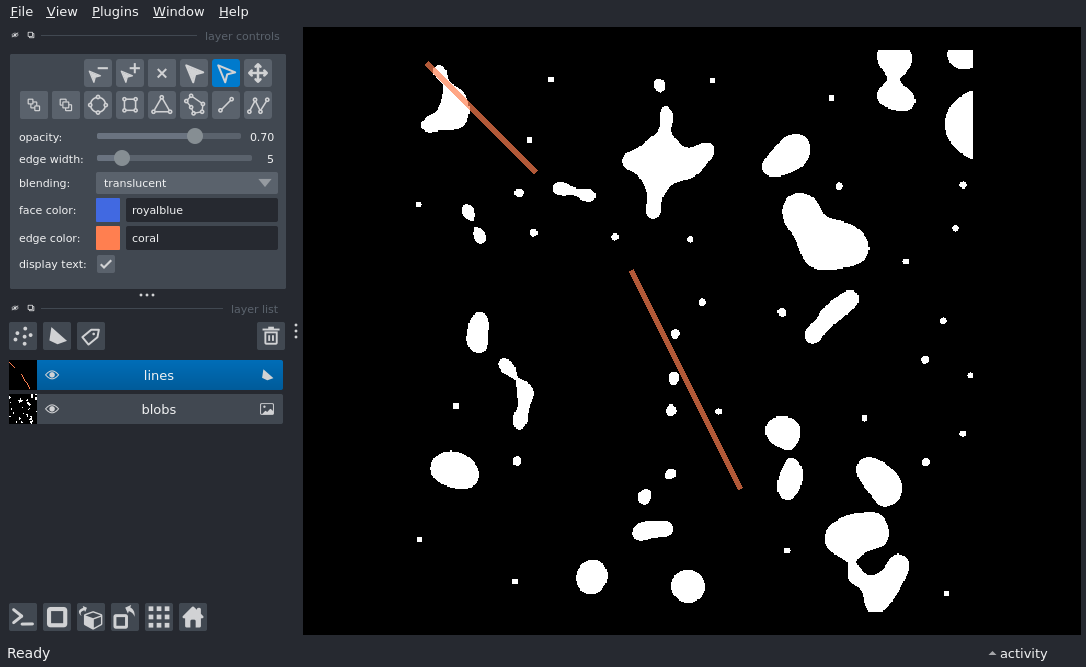 File View Plugins Window Help
layer controls
opacity: 0.70
edge width: 5
blending: translucent
face color: royalblue
edge color: coral
display text:
layer list
lines
blobs
Ready activity